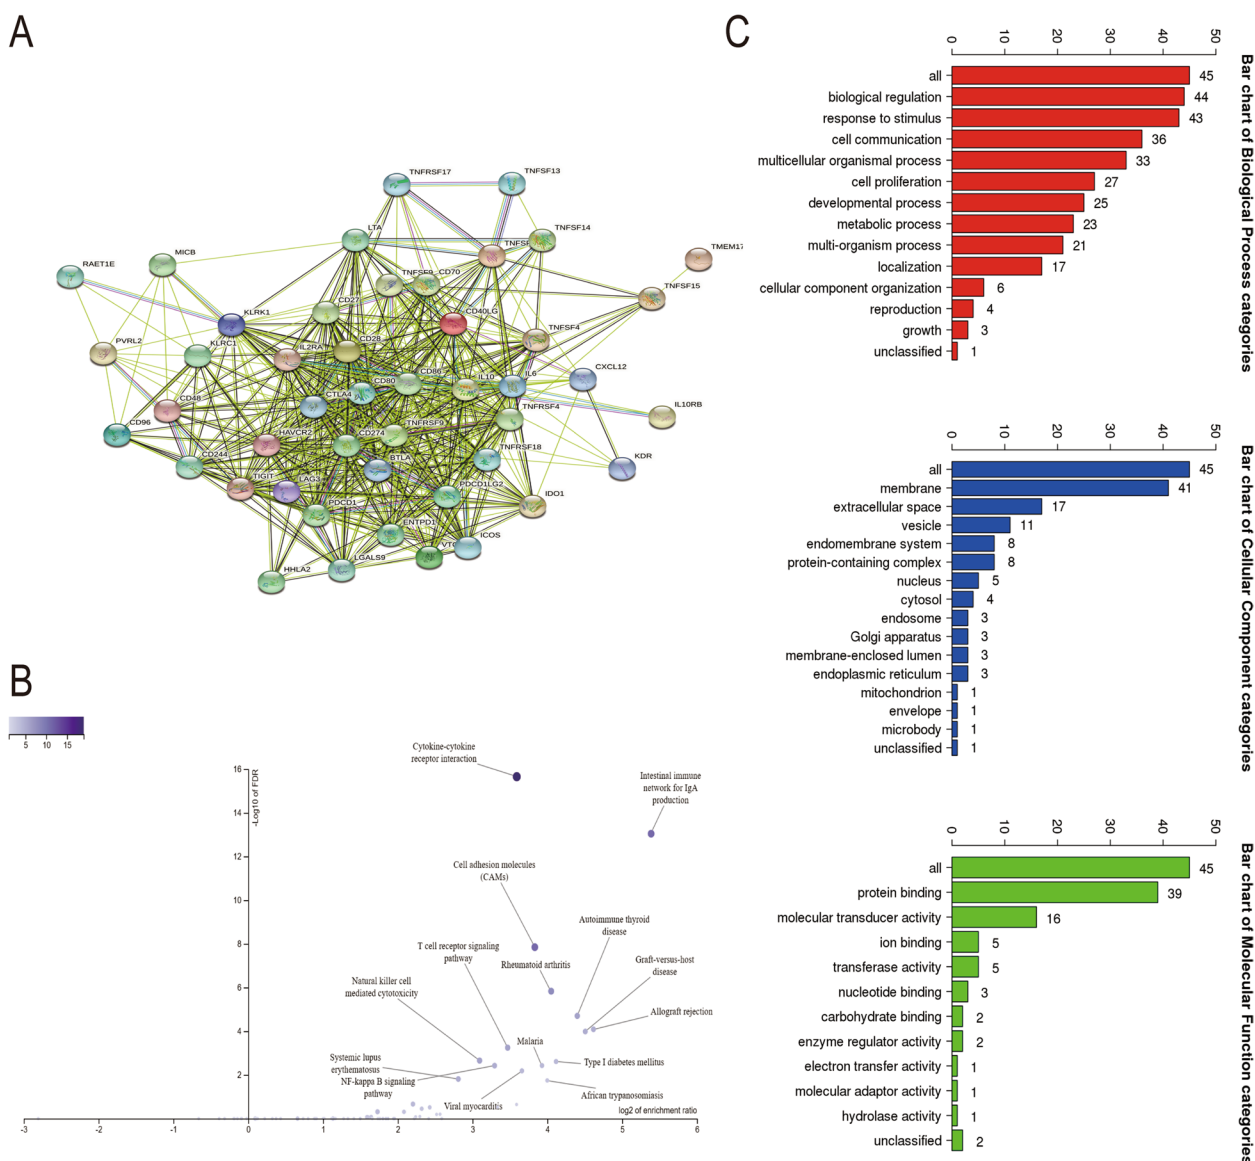 A
TNFRSF17
TNFSF13
LTA
TNFSF14
MICB
TNFSF
TMEM17
RAET1E
TNFSF9
CD70
TNFSF15
CD27
CD40LG
KLRK1
TNFSF4
PVRL2
KLRC1
IL2RA
CD28
CD86
IL10
IL6
CXCL12
CD80
CD48
CTLA4
TNFRSF4
IL10RB
CD96
HAVCR2
CD274
TNFRSF9
CD244
BTLA
TNFRSF18
KDR
TIGIT
LAG3
PDCD1
PDCD1LG2
IDO1
ENTPD1
ICOS
HHLA2
LGALS9
B
5 10 15
Cytokine-cytokine
receptor interaction
Intestinal immune
network for IgA
production
Cell adhesion molecules
(CAMs)
Autoimmune thyroid
disease
T cell receptor signaling
pathway
Rheumatoid arthritis
Graft-versus-host
disease
Natural killer cell
mediated cytotoxicity
Allograft rejection
Malaria
Systemic lupus
erythematosus
Type I diabetes mellitus
NF-kappa B signaling
pathway
Viral myocarditis
African trypanosomiasis
-Log10 of FDR
16
14
12
10
8
6
4
2
log2 of enrichment ratio
-3 -2 -1 0 1 2 3 4 5 6
C
Bar chart of Biological Process categories
0 10 20 30 40 50
all 45
biological regulation 44
response to stimulus 43
cell communication 36
multicellular organismal process 33
cell proliferation 27
developmental process 25
metabolic process 23
multi-organism process 21
localization 17
cellular component organization 6
reproduction 4
growth 3
unclassified 1
Bar chart of Cellular Component categories
0 10 20 30 40 50
all 45
membrane 41
extracellular space 17
vesicle 11
endomembrane system 8
protein-containing complex 8
nucleus 5
cytosol 4
endosome 3
Golgi apparatus 3
membrane-enclosed lumen 3
endoplasmic reticulum 3
mitochondrion 1
envelope 1
microbody 1
unclassified 1
Bar chart of Molecular Function categories
0 10 20 30 40 50
all 45
protein binding 39
molecular transducer activity 16
ion binding 5
transferase activity 5
nucleotide binding 3
carbohydrate binding 2
enzyme regulator activity 2
electron transfer activity 1
molecular adaptor activity 1
hydrolase activity 1
unclassified 2